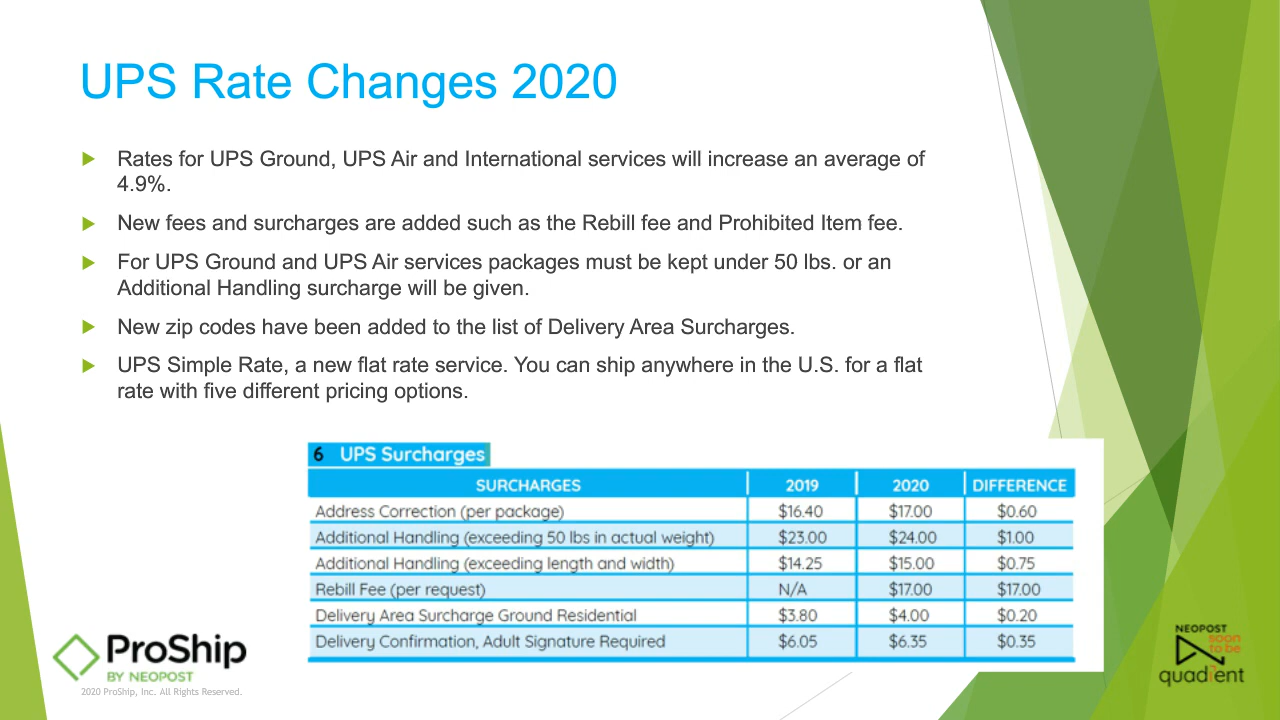 UPS Rate Changes 2020
Rates for UPS Ground, UPS Air and International services will increase an average of
4.9%.
New fees and surcharges are added such as the Rebill fee and Prohibited Item fee.
For UPS Ground and UPS Air services packages must be kept under 50 lbs. or an
Additional Handling surcharge will be given.
New zip codes have been added to the list of Delivery Area Surcharges.
UPS Simple Rate, a new flat rate service. You can ship anywhere in the U.S. for a flat
rate with five different pricing options.
6 UPS Surcharges
SURCHARGES 2019 2020 DIFFERENCE
Address Correction (per package) $16.40 $17.00 $0.60
Additional Handling (exceeding 50 lbs in actual weight) $23.00 $24.00 $1.00
Additional Handling (exceeding length and width) $14.25 $15.00 $0.75
Rebill Fee (per request) N/A $17.00 $17.00
Delivery Area Surcharge Ground Residential $3.80 $4.00 $0.20
Delivery Confirmation, Adult Signature Required $6.05 $6.35 $0.35
ProShip
BY NEOPOST
2020 ProShip, Inc. All Rights Reserved.
NEOPOST
soon
to be
quadient